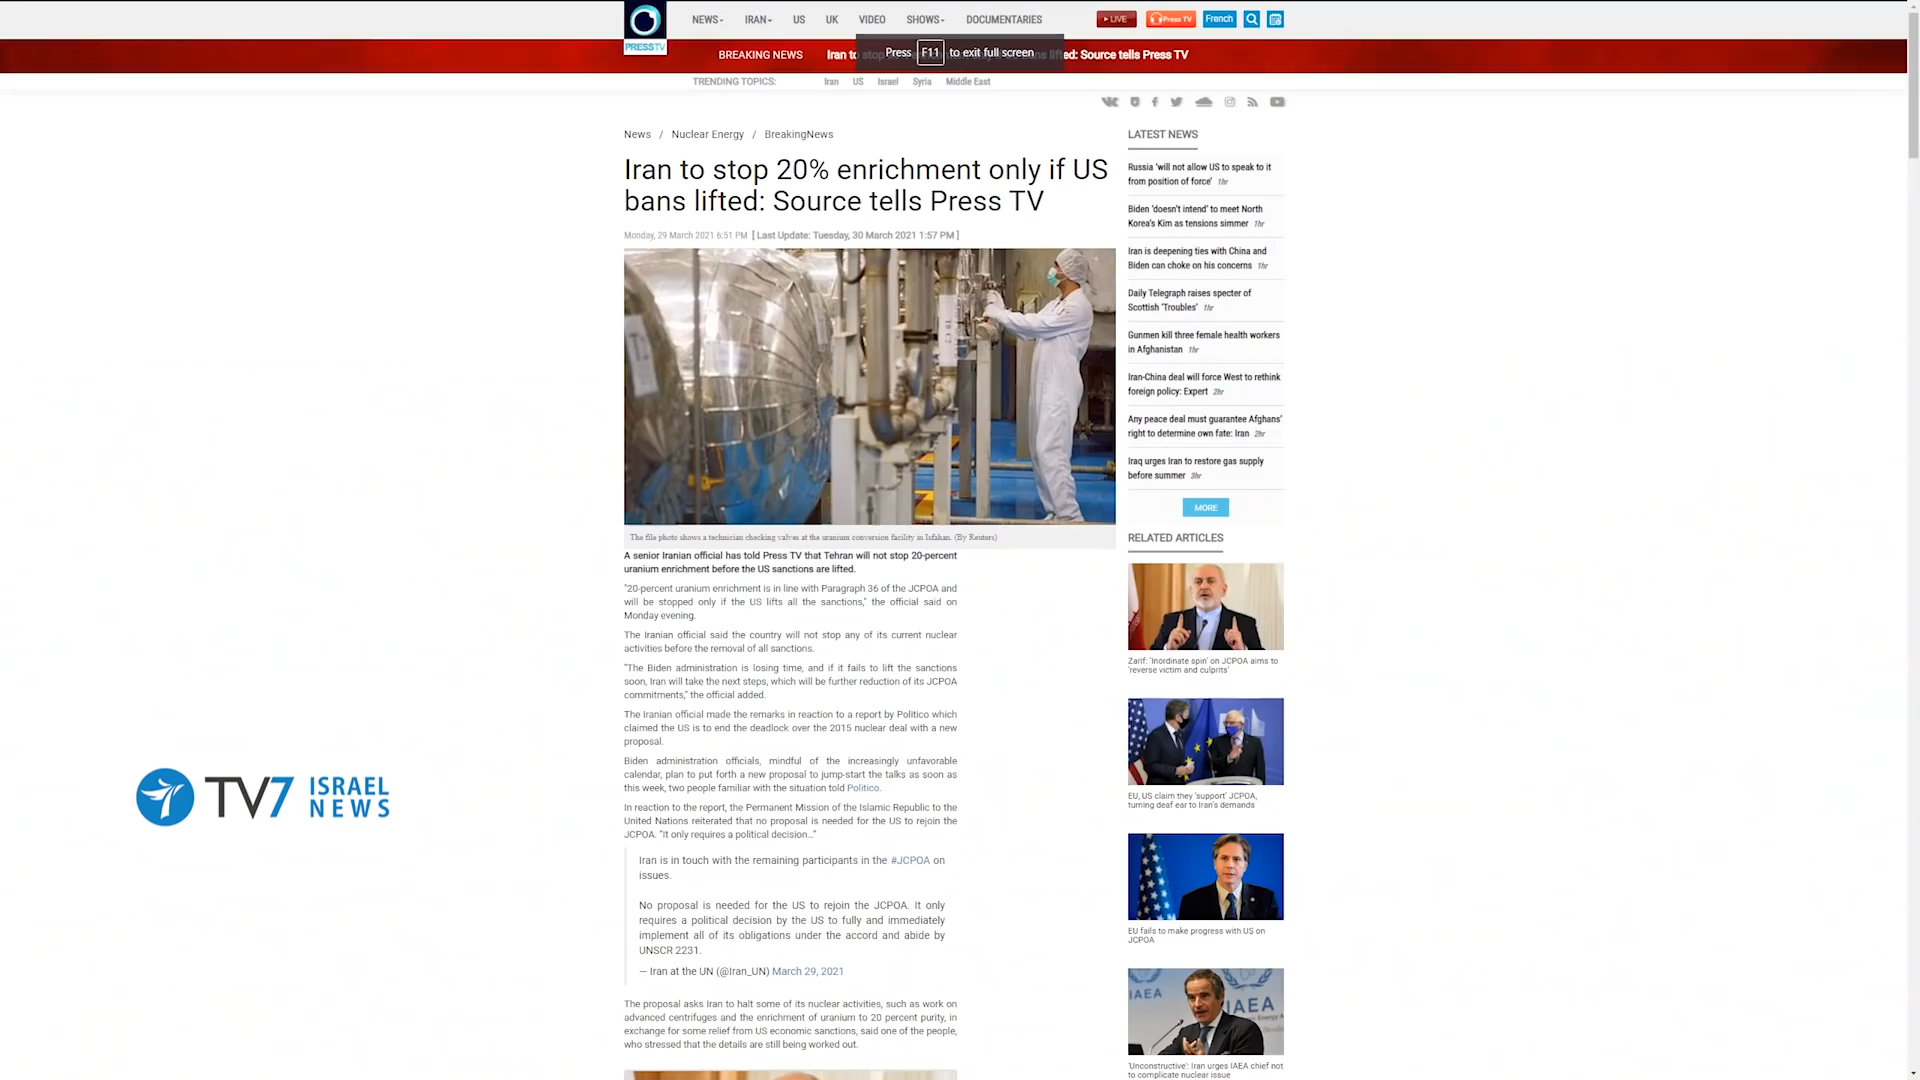 NEWS IRAN US UK VIDEO SHOWS DOCUMENTARIES
LIVE Press TV French
PRESSTV
BREAKING NEWS Iran to
ed: Source tells Press TV
Press F11 to exit full screen
TRENDING TOPICS: Iran US Israel Syria Middle East
News / Nuclear Energy / BreakingNews
Iran to stop 20% enrichment only if US
bans lifted: Source tells Press TV
Monday, 29 March 2021 6:51 PM [ Last Update: Tuesday, 30 March 2021 1:57 PM ]
The file photo shows a technician checking valves at the uranium conversion facility in Isfahan. (By Reuters)
A senior Iranian official has told Press TV that Tehran will not stop 20-percent
uranium enrichment before the US sanctions are lifted.
"20-percent uranium enrichment is in line with Paragraph 36 of the JCPOA and
will be stopped only if the US lifts all the sanctions," the official said on
Monday evening.
The Iranian official said the country will not stop any of its current nuclear
activities before the removal of all sanctions.
"The Biden administration is losing time, and if it fails to lift the sanctions
soon, Iran will take the next steps, which will be further reduction of its JCPOA
commitments," the official added.
The Iranian official made the remarks in reaction to a report by Politico which
claimed the US is to end the deadlock over the 2015 nuclear deal with a new
proposal.
Biden administration officials, mindful of the increasingly unfavorable
calendar, plan to put forth a new proposal to jump-start the talks as soon as
this week, two people familiar with the situation told Politico.
In reaction to the report, the Permanent Mission of the Islamic Republic to the
United Nations reiterated that no proposal is needed for the US to rejoin the
JCPOA. "It only requires a political decision…"
Iran is in touch with the remaining participants in the #JCPOA on
issues.
No proposal is needed for the US to rejoin the JCPOA. It only
requires a political decision by the US to fully and immediately
implement all of its obligations under the accord and abide by
UNSCR 2231.
— Iran at the UN (@Iran_UN) March 29, 2021
The proposal asks Iran to halt some of its nuclear activities, such as work on
advanced centrifuges and the enrichment of uranium to 20 percent purity, in
exchange for some relief from US economic sanctions, said one of the people,
who stressed that the details are still being worked out.
LATEST NEWS
Russia 'will not allow US to speak to it
from position of force' 1hr
Biden 'doesn't intend' to meet North
Korea's Kim as tensions simmer 1hr
Iran is deepening ties with China and
Biden can choke on his concerns 1hr
Daily Telegraph raises specter of
Scottish 'Troubles' 1hr
Gunmen kill three female health workers
in Afghanistan 1hr
Iran-China deal will force West to rethink
foreign policy: Expert 2hr
Any peace deal must guarantee Afghans'
right to determine own fate: Iran 2hr
Iraq urges Iran to restore gas supply
before summer 3hr
MORE
RELATED ARTICLES
Zarif: 'Inordinate spin' on JCPOA aims to
'reverse victim and culprits'
EU, US claim they 'support' JCPOA,
turning deaf ear to Iran's demands
EU fails to make progress with US on
JCPOA
IAEA
IAEA
'Unconstructive': Iran urges IAEA chief not
to complicate nuclear issue
TV7 ISRAEL
NEWS